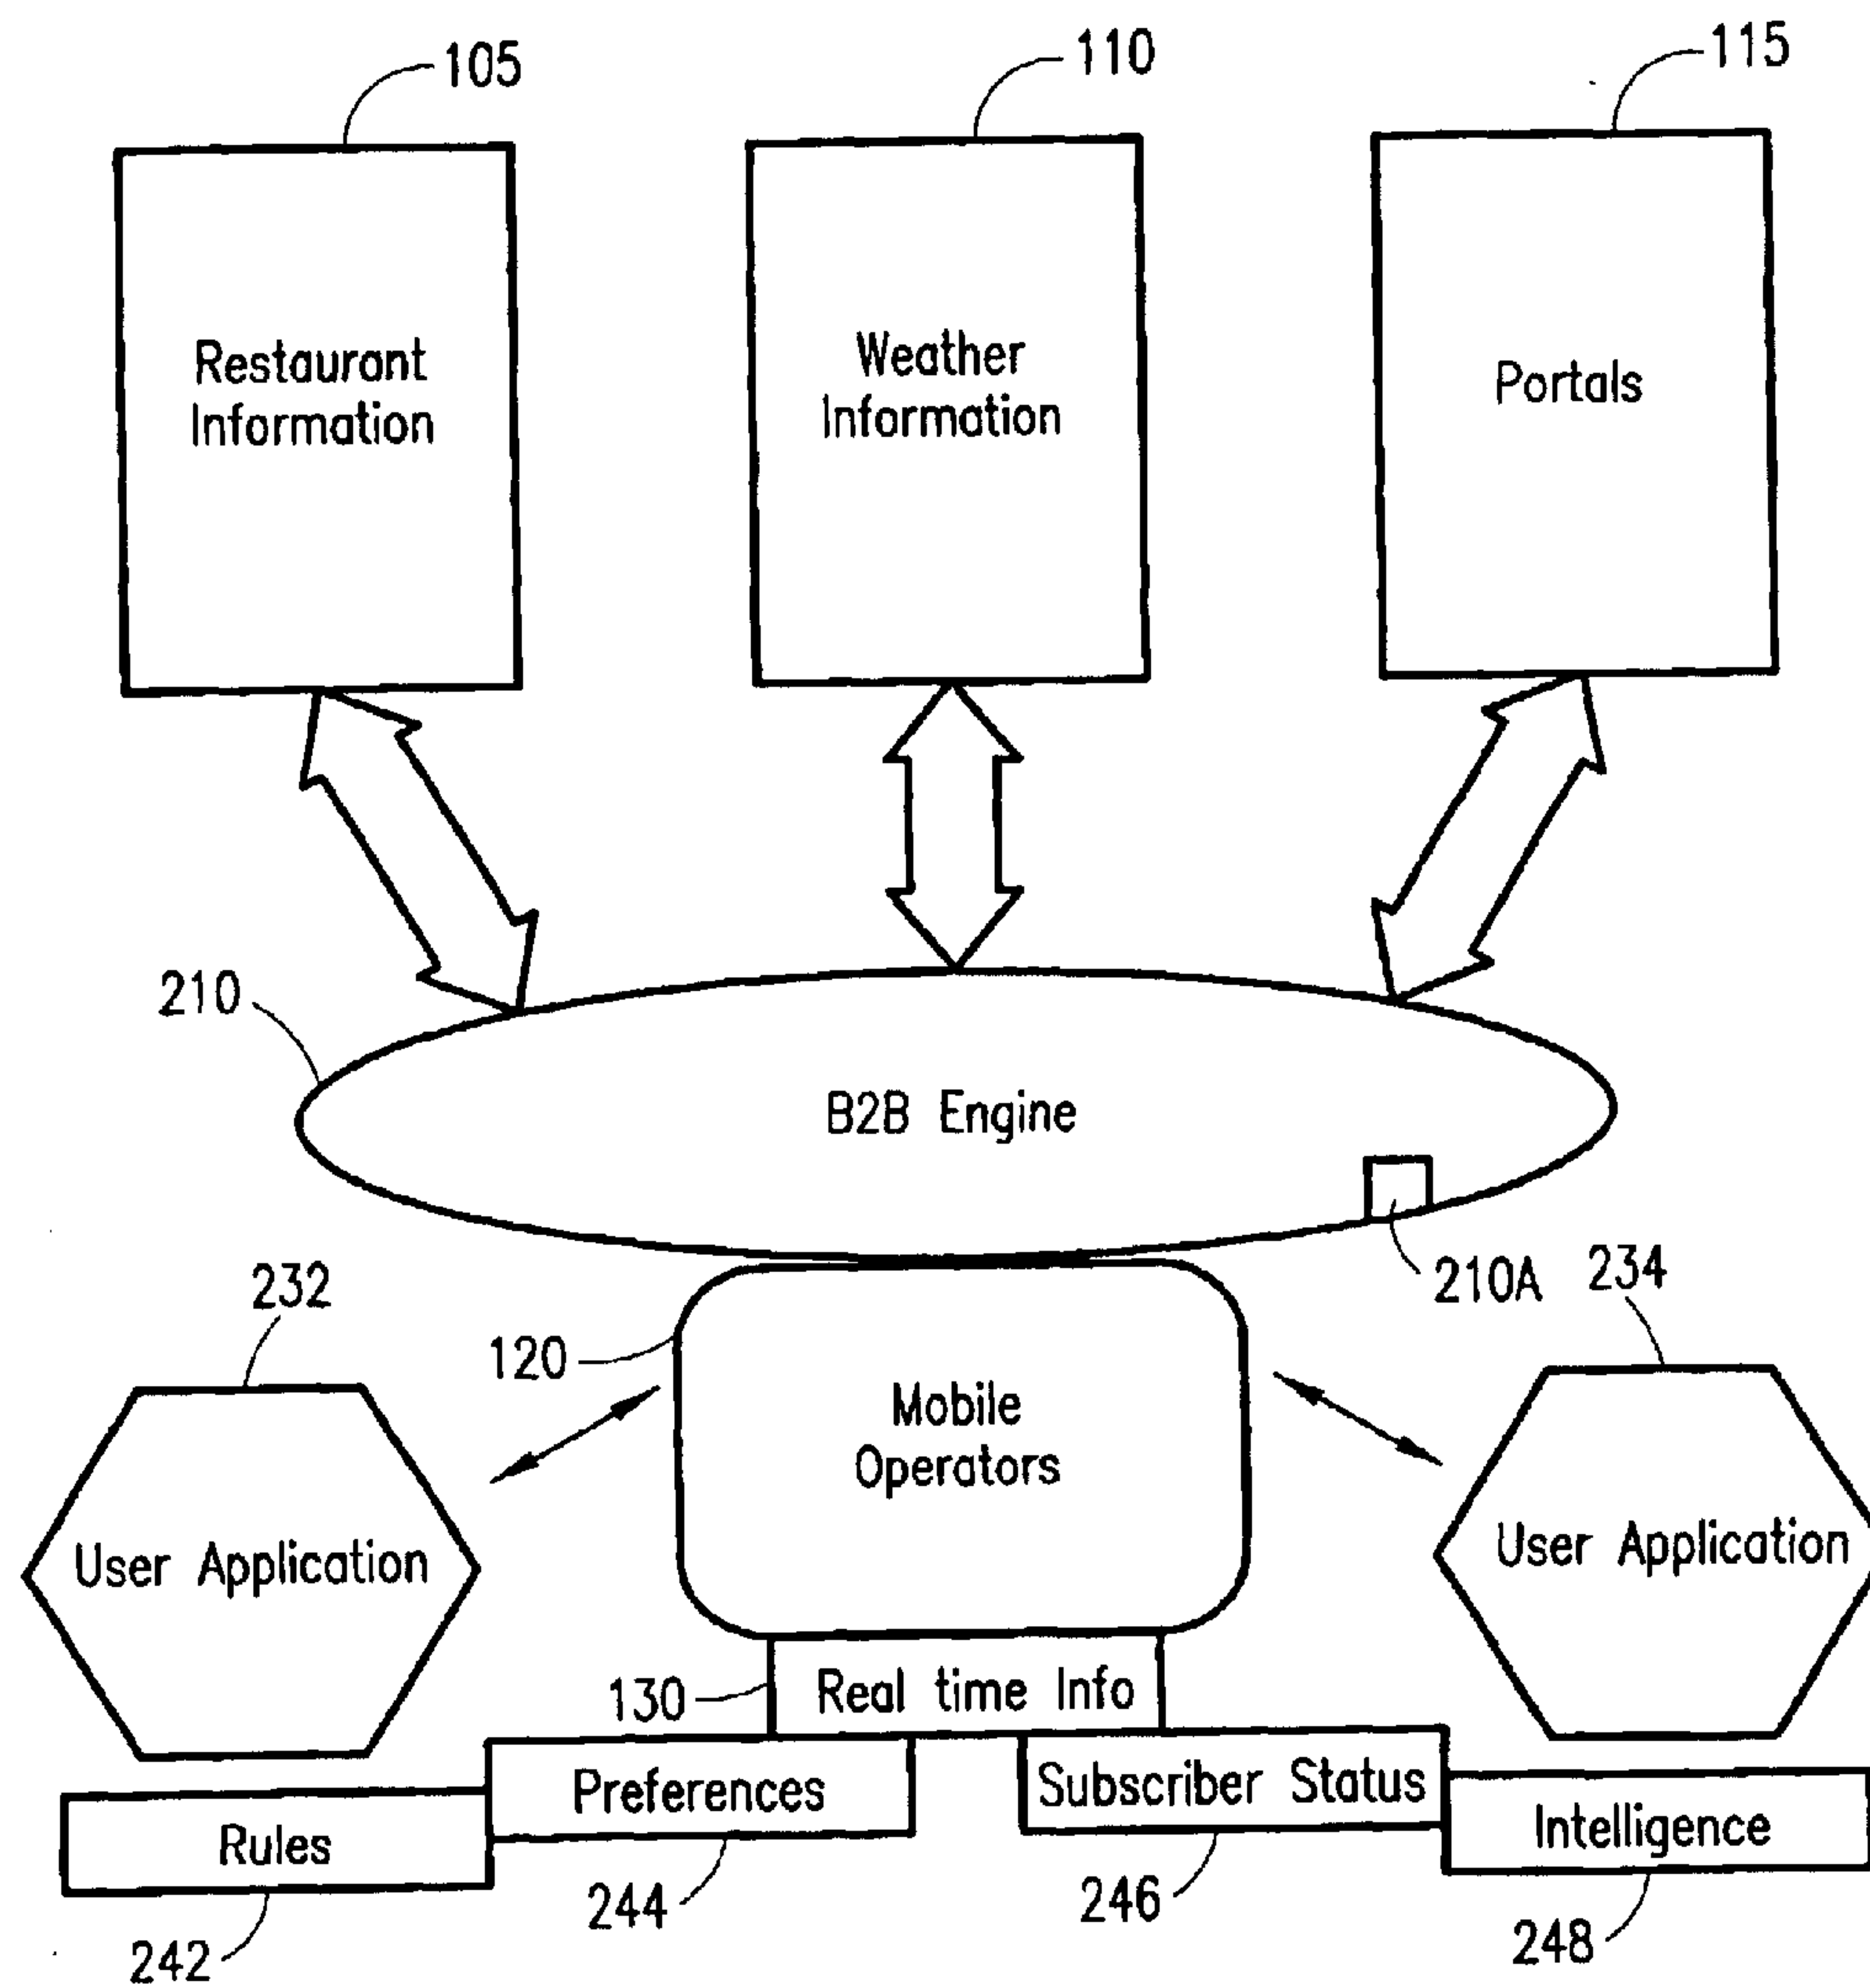 105
110
115
Restaurant
Information
Weather
Information
Portals
210
B2B Engine
210A
232
234
120
Mobile
Operators
User Application
User Application
130
Real time Info
Preferences
Subscriber Status
Rules
Intelligence
244
246
242
248